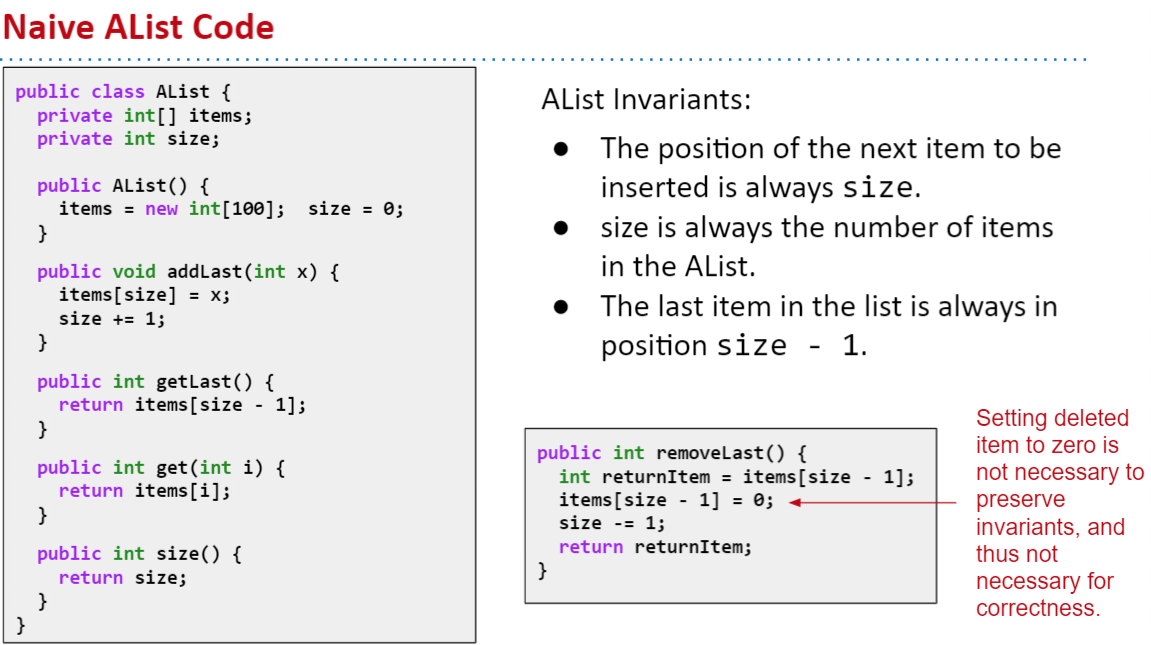 Naive AList Code
public class AList {
  private int[] items;
  private int size;
  public AList() {
    items = new int[100];  size = 0;
  }
  public void addLast(int x) {
    items[size] = x;
    size += 1;
  }
  public int getLast() {
    return items[size - 1];
  }
  public int get(int i) {
    return items[i];
  }
  public int size() {
    return size;
  }
}
AList Invariants:
● The position of the next item to be
inserted is always size.
● size is always the number of items
in the AList.
● The last item in the list is always in
position size - 1.
public int removeLast() {
  int returnItem = items[size - 1];
  items[size - 1] = 0;
  size -= 1;
  return returnItem;
}
Setting deleted
item to zero is
not necessary to
preserve
invariants, and
thus not
necessary for
correctness.